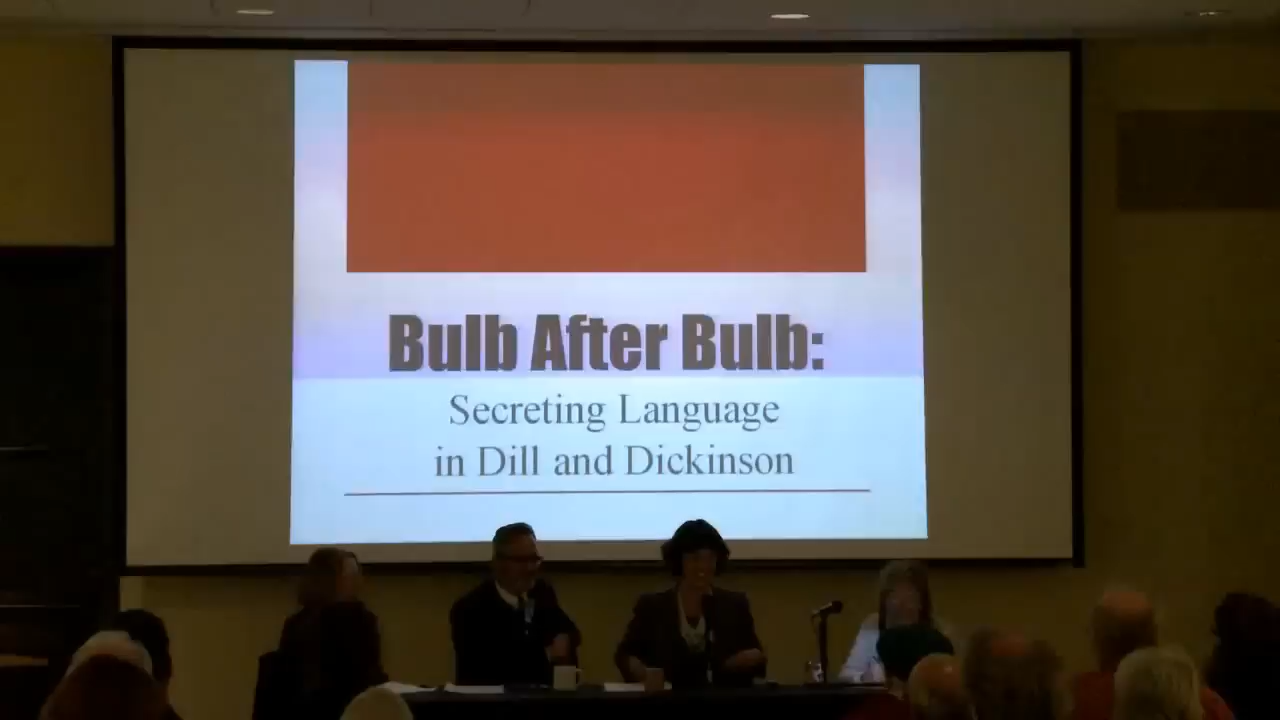 Bulb After Bulb:
Secreting Language
in Dill and Dickinson